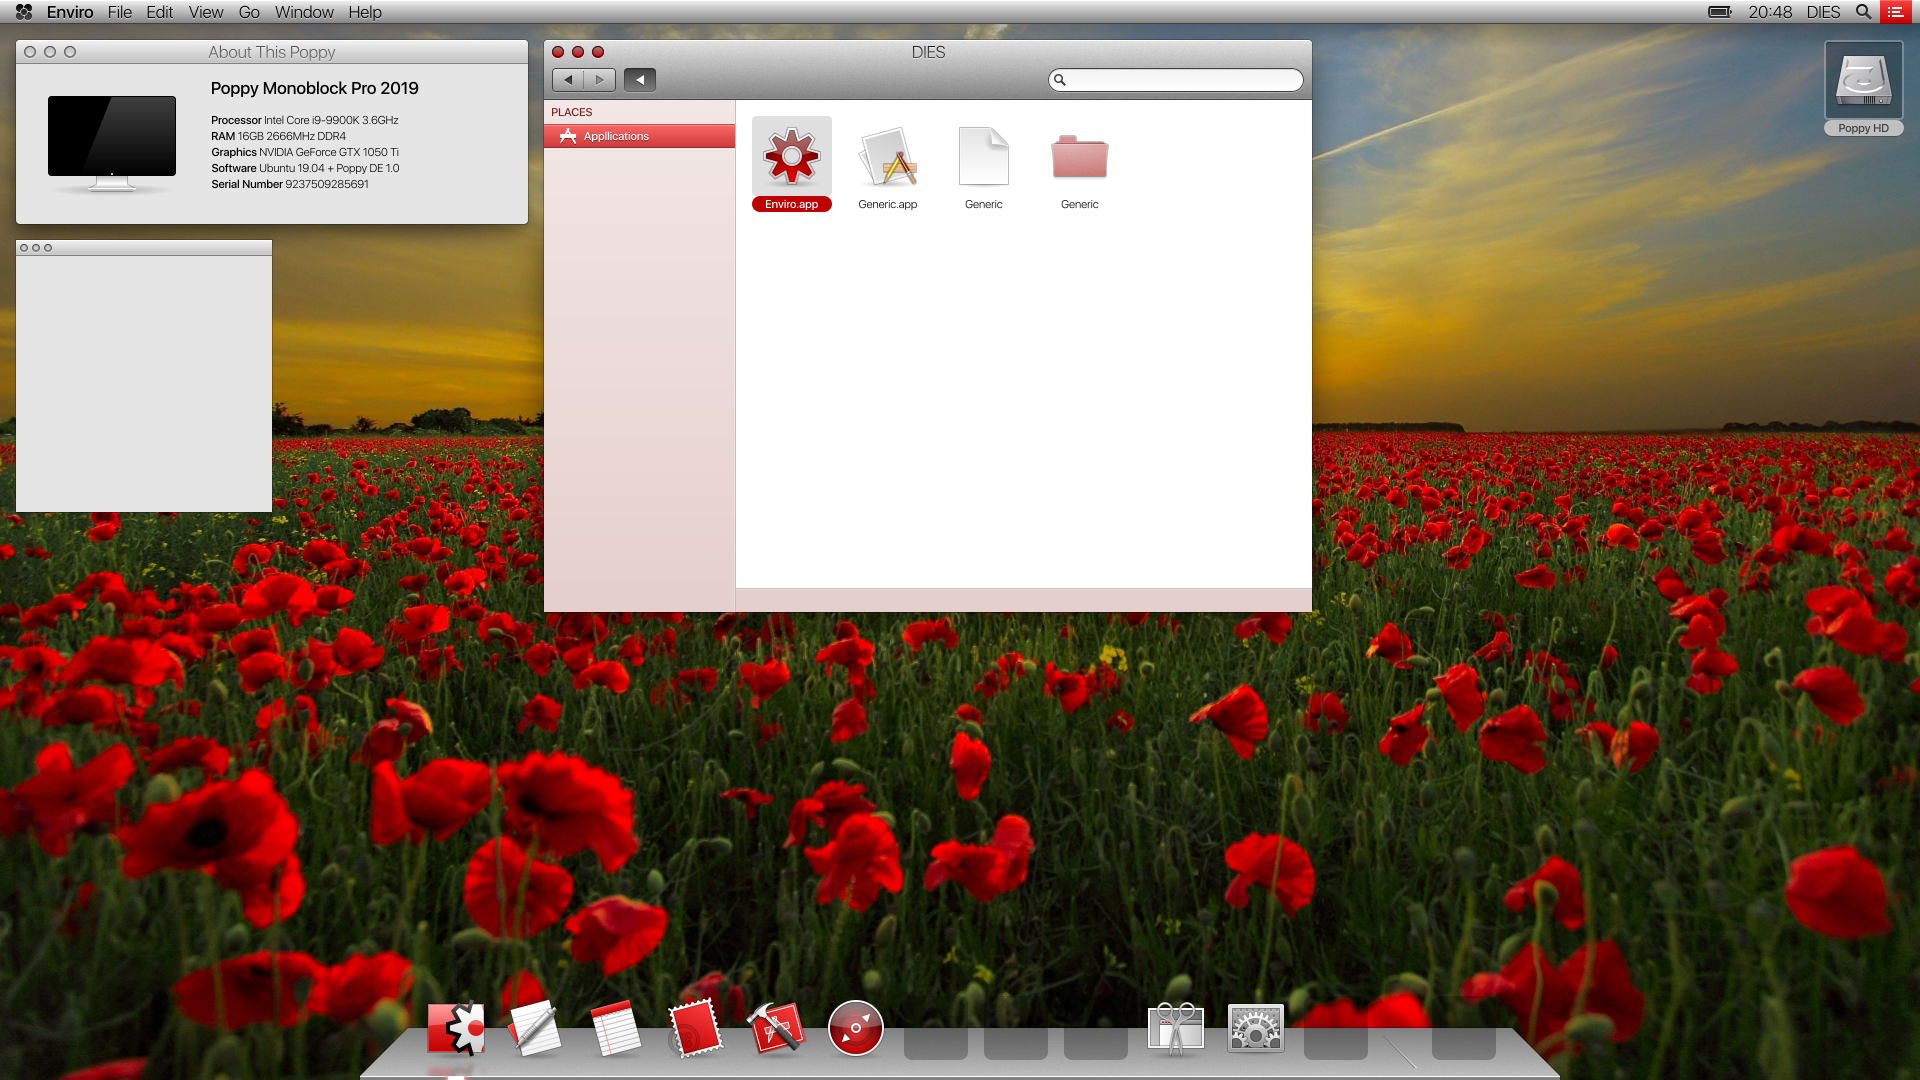 Enviro File Edit View Go Window Help
20:48 DIES
About This Poppy
Poppy Monoblock Pro 2019
Processor Intel Core i9-9900K 3.6GHz
RAM 16GB 2666MHz DDR4
Graphics NVIDIA GeForce GTX 1050 Ti
Software Ubuntu 19.04 + Poppy DE 1.0
Serial Number 9237509285691
DIES
PLACES
Appllications
Enviro.app
Generic.app
Generic
Generic
Poppy HD